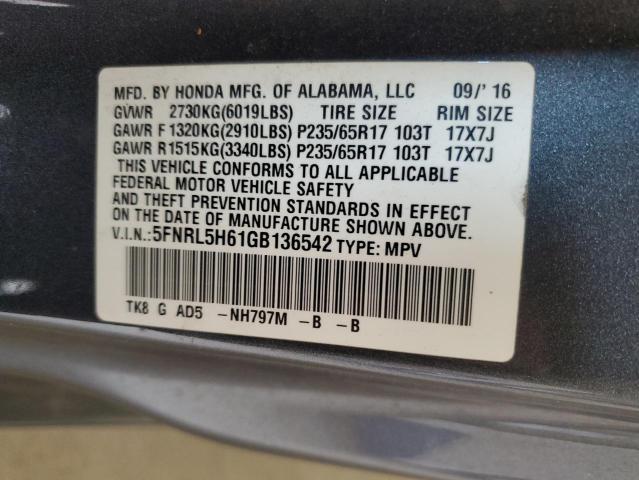 MFD. BY HONDA MFG. OF ALABAMA, LLC 09/' 16
GVWR 2730KG(6019LBS) TIRE SIZE RIM SIZE
GAWR F 1320KG(2910LBS) P235/65R17 103T 17X7J
GAWR R1515KG(3340LBS) P235/65R17 103T 17X7J
THIS VEHICLE CONFORMS TO ALL APPLICABLE
FEDERAL MOTOR VEHICLE SAFETY
AND THEFT PREVENTION STANDARDS IN EFFECT
ON THE DATE OF MANUFACTURE SHOWN ABOVE.
V.I.N.:5FNRL5H61GB136542 TYPE: MPV
TK8 G AD5 -NH797M -B -B